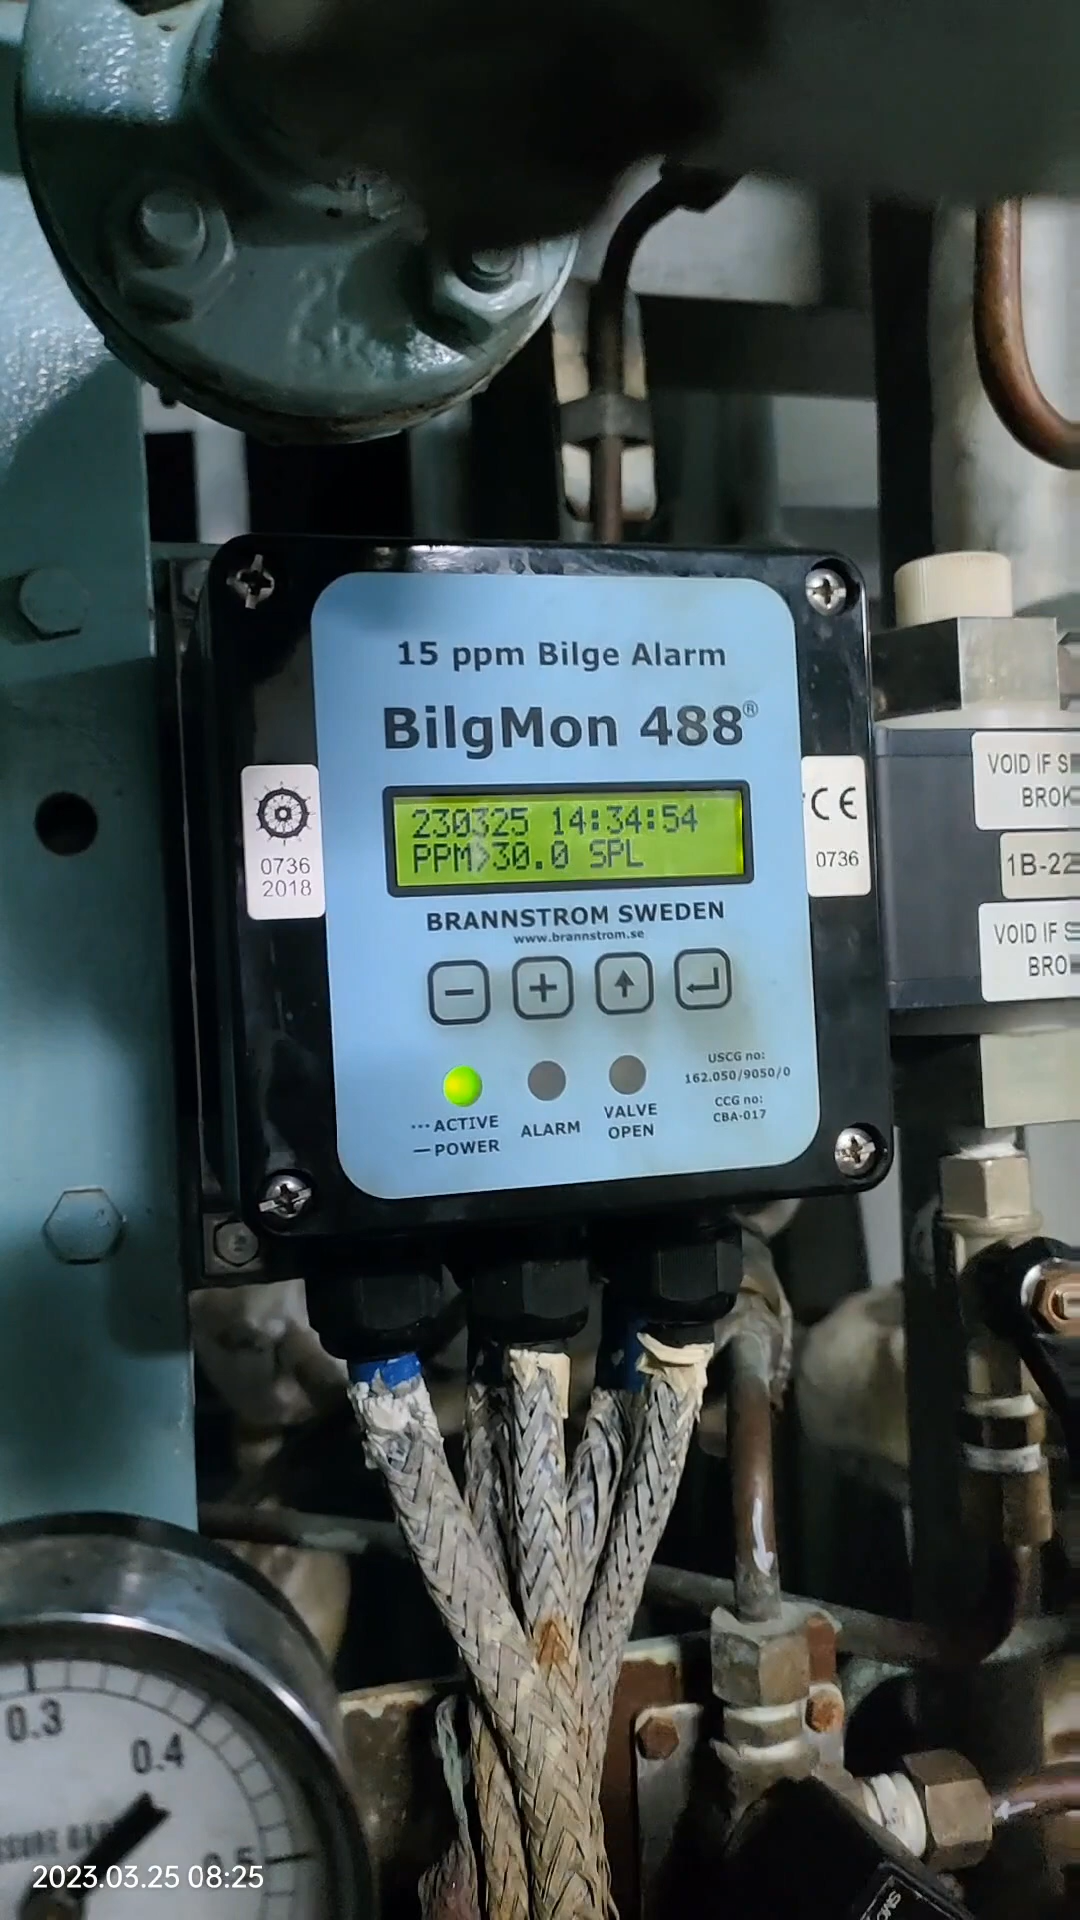 15 ppm Bilge Alarm
BilgMon 488®
230325 14:34:54
PPM>30.0 SPL
0736
2018
CE
0736
BRANNSTROM SWEDEN
www.brannstrom.se
USCG no:
162.050/9050/0
CCG no:
CBA-017
--- ACTIVE
— POWER
ALARM
VALVE
OPEN
VOID IF
1B-22
VOID IF
0.3
0.4
0.5
2023.03.25 08:25